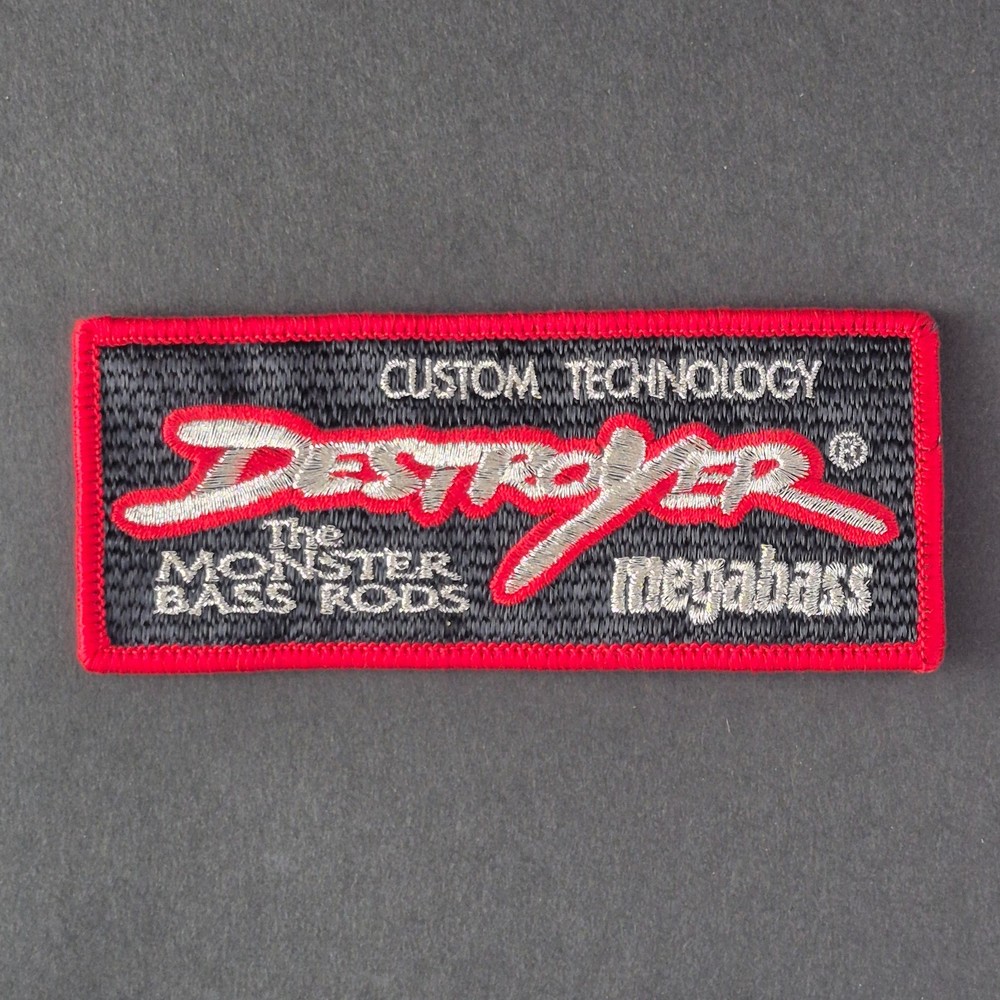 CUSTOM TECHNOLOGY
DESTROYER ®
The
MONSTER
BASS RODS
megabass